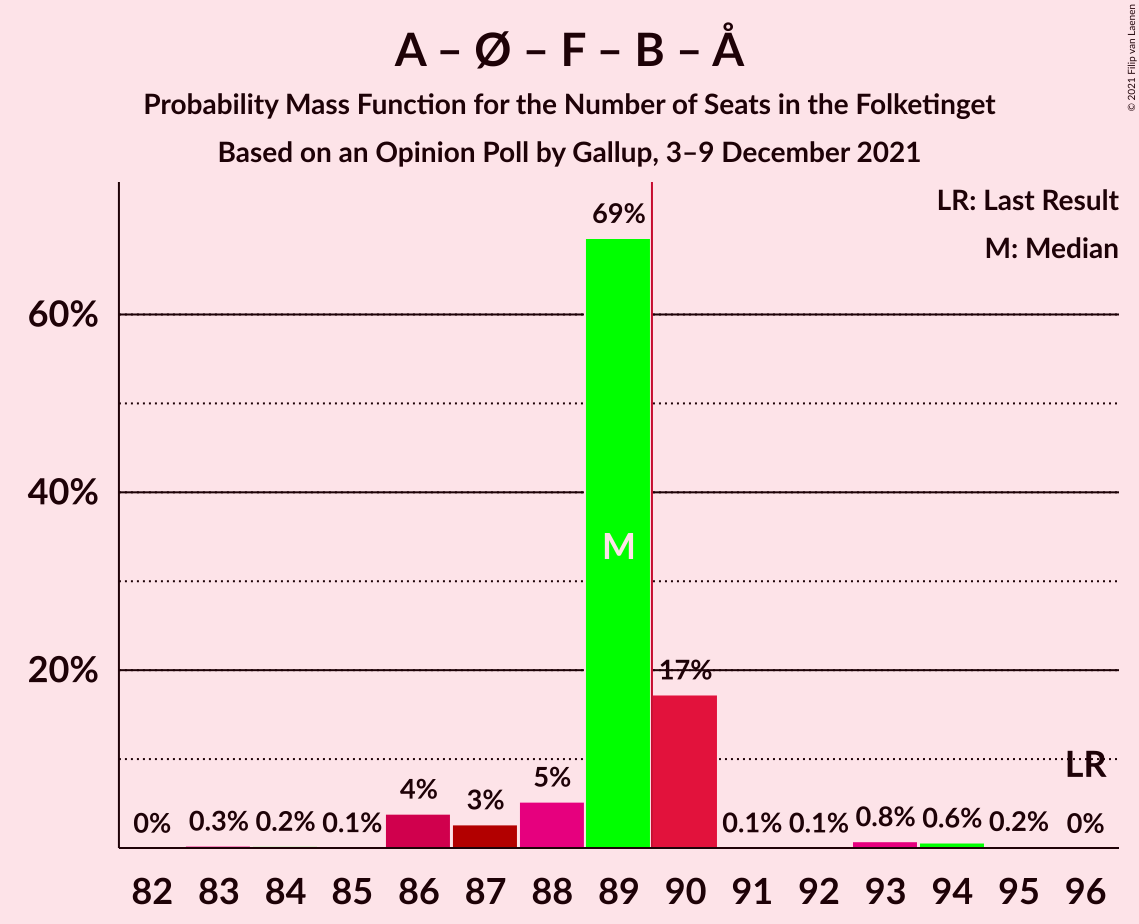 A – Ø – F – B – Å
Probability Mass Function for the Number of Seats in the Folketinget
Based on an Opinion Poll by Gallup, 3–9 December 2021
© 2021 Filip van Laenen
LR: Last Result
M: Median
60%
40%
20%
0%
0.3%
0.2%
0.1%
4%
3%
5%
69%
M
17%
0.1%
0.1%
0.8%
0.6%
0.2%
0%
LR
82 83 84 85 86 87 88 89 90 91 92 93 94 95 96